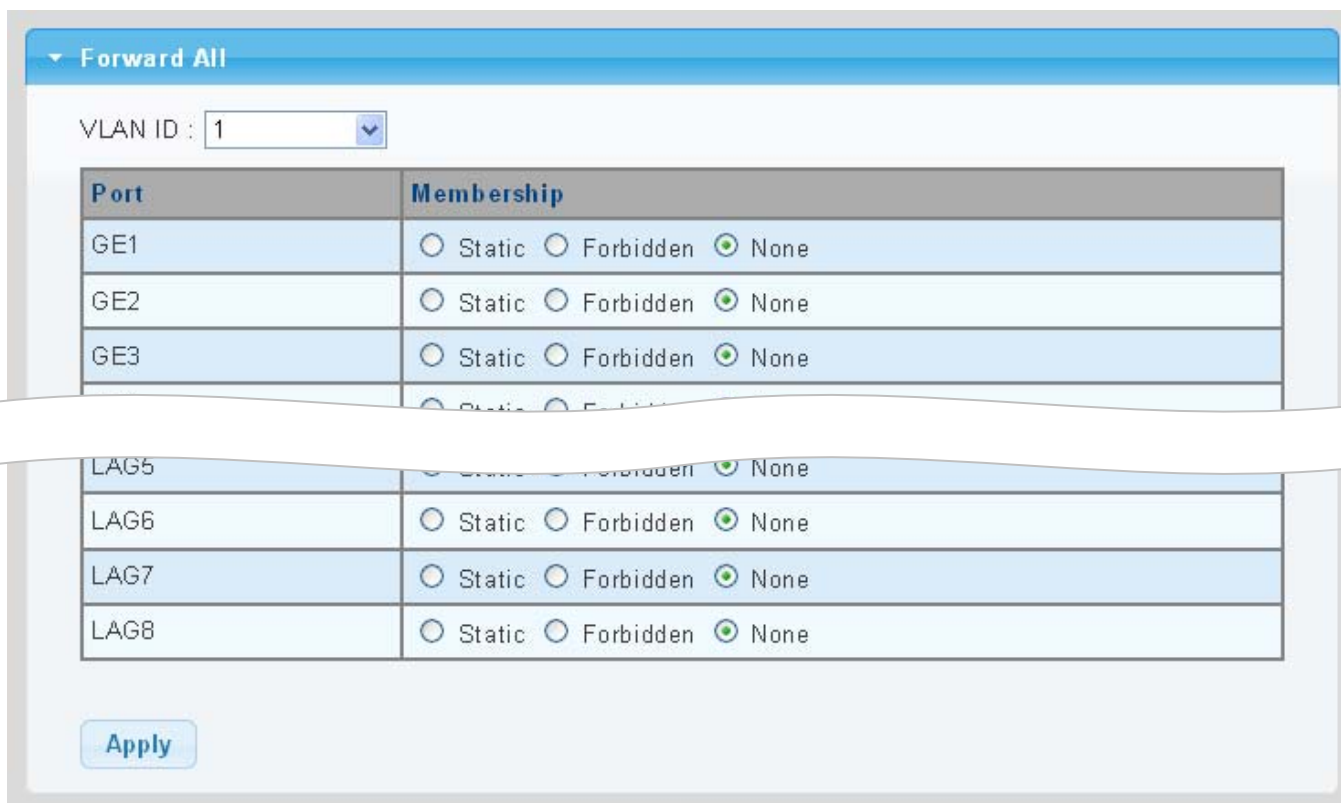 Forward All
VLAN ID : 1
Port Membership
GE1 Static Forbidden None
GE2 Static Forbidden None
GE3 Static Forbidden None
Static
LAG5 None
LAG6 Static Forbidden None
LAG7 Static Forbidden None
LAG8 Static Forbidden None
Apply